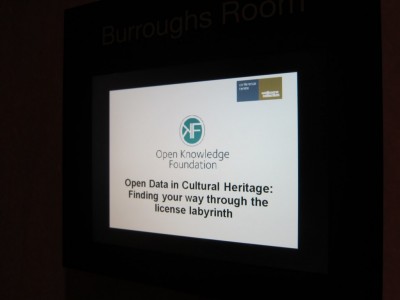 Burroughs Room
conference
centre
wellcome
collection
Open Knowledge
Foundation
Open Data in Cultural Heritage:
Finding your way through the
license labyrinth